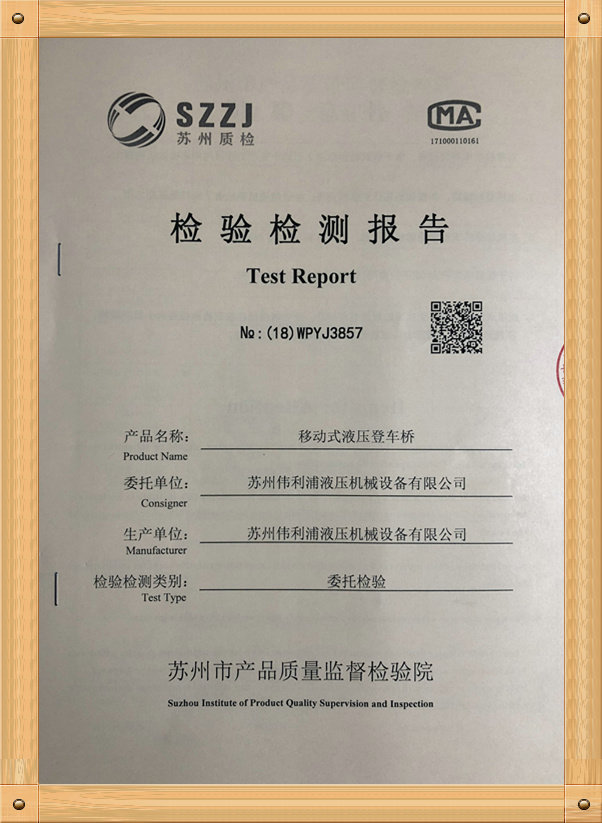 SZZJ
苏州质检
MA
171000110161
检验检测报告
Test Report
№:(18)WPYJ3857
产品名称: 移动式液压登车桥
Product Name
委托单位: 苏州伟利浦液压机械设备有限公司
Consigner
生产单位: 苏州伟利浦液压机械设备有限公司
Manufacturer
检验检测类别: 委托检验
Test Type
苏州市产品质量监督检验院
Suzhou Institute of Product Quality Supervision and Inspection